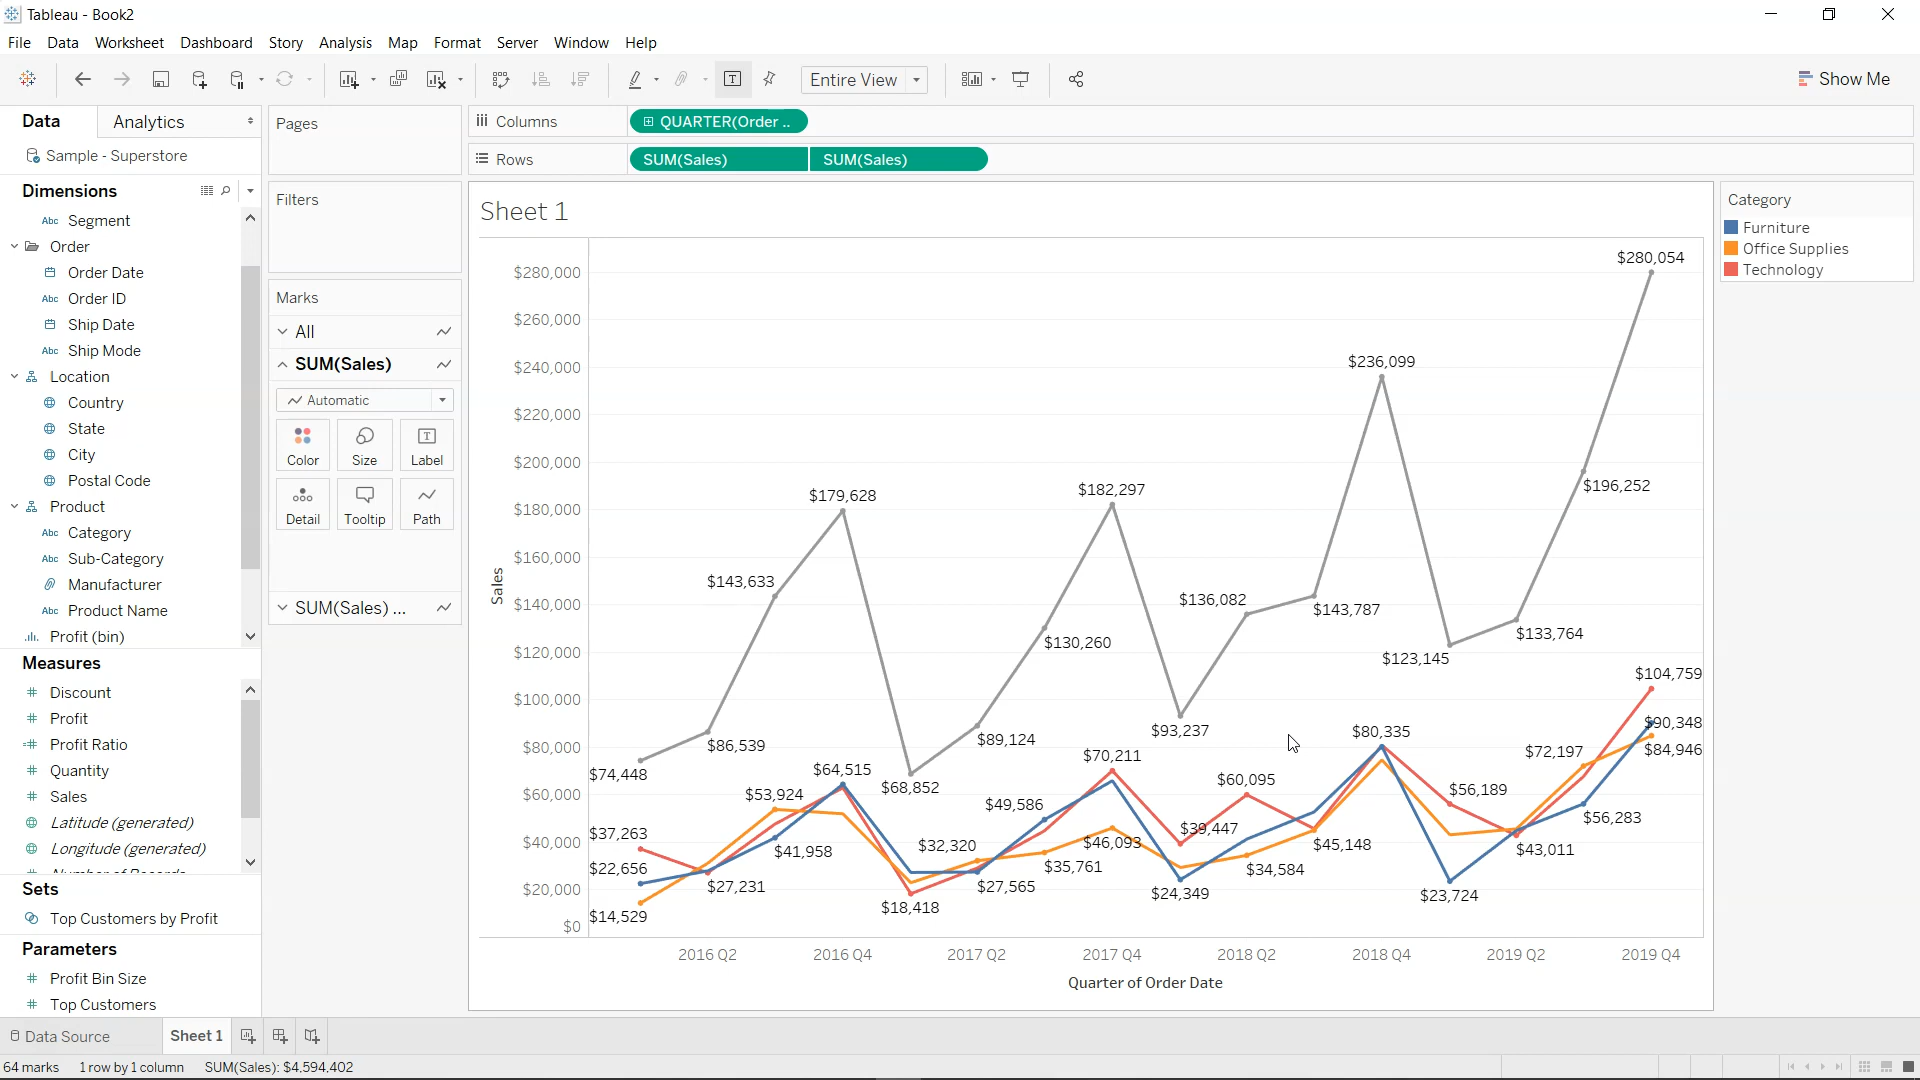 Tableau - Book2
File Data Worksheet Dashboard Story Analysis Map Format Server Window Help
Entire View
Show Me
Data Analytics
Sample - Superstore
Dimensions
Abc Segment
Order
Order Date
Abc Order ID
Ship Date
Abc Ship Mode
Location
Country
State
City
Postal Code
Product
Abc Category
Abc Sub-Category
Manufacturer
Abc Product Name
Profit (bin)
Measures
# Discount
# Profit
=# Profit Ratio
# Quantity
# Sales
Latitude (generated)
Longitude (generated)
# Number of Records
Sets
Top Customers by Profit
Parameters
# Profit Bin Size
# Top Customers
Pages
Filters
Marks
All
SUM(Sales)
Automatic
Color Size Label
Detail Tooltip Path
SUM(Sales) ...
Columns QUARTER(Order ..
Rows SUM(Sales) SUM(Sales)
Sheet 1
Sales
$280,000
$260,000
$240,000
$220,000
$200,000
$180,000
$160,000
$140,000
$120,000
$100,000
$80,000
$60,000
$40,000
$20,000
$0
$280,054
$236,099
$179,628
$182,297
$196,252
$143,633
$136,082
$143,787
$130,260
$133,764
$123,145
$104,759
$86,539
$89,124
$93,237
$80,335
$90,348
$74,448
$64,515
$68,852
$70,211
$72,197
$84,946
$53,924
$49,586
$60,095
$56,189
$37,263
$32,320
$39,447
$56,283
$22,656
$41,958
$46,093
$45,148
$43,011
$27,231
$27,565
$35,761
$34,584
$14,529
$18,418
$24,349
$23,724
2016 Q2 2016 Q4 2017 Q2 2017 Q4 2018 Q2 2018 Q4 2019 Q2 2019 Q4
Quarter of Order Date
Category
Furniture
Office Supplies
Technology
Data Source Sheet 1
64 marks 1 row by 1 column SUM(Sales): $4,594,402